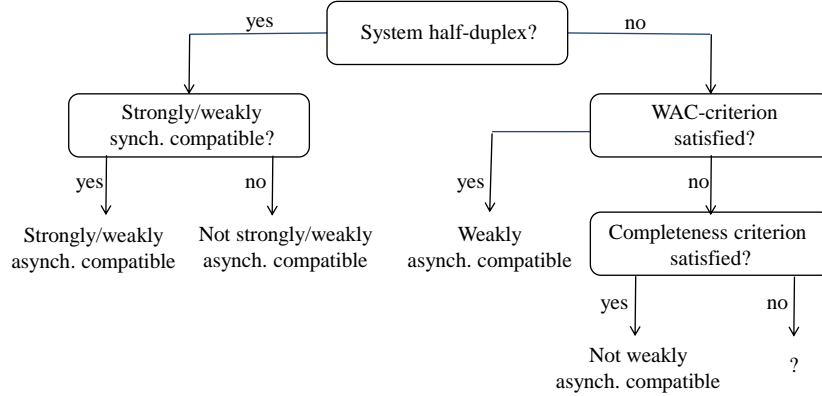 System half-duplex?
yes
no
Strongly/weakly
synch. compatible?
WAC-criterion
satisfied?
yes
no
yes
no
Strongly/weakly
asynch. compatible
Not strongly/weakly
asynch. compatible
Weakly
asynch. compatible
Completeness criterion
satisfied?
yes
no
Not weakly
asynch. compatible
?